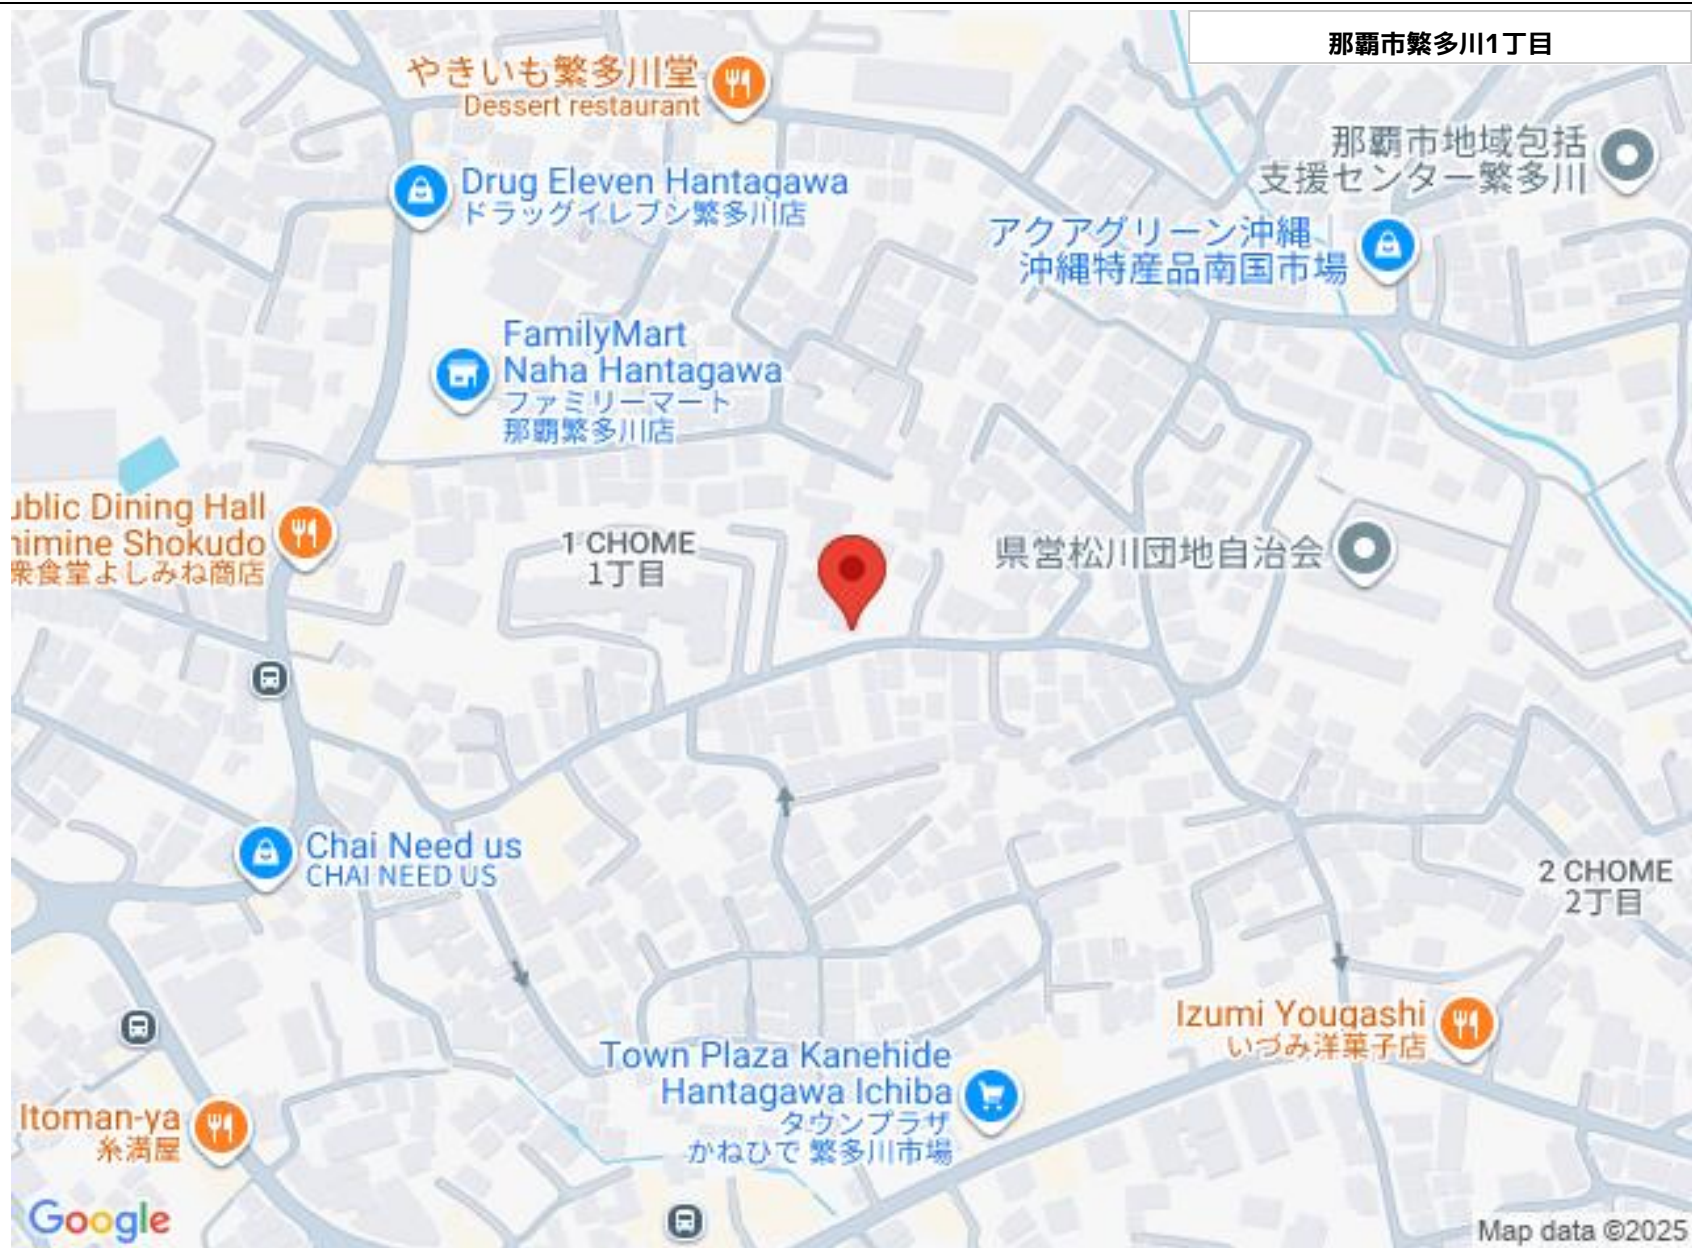 那覇市繁多川1丁目
やきいも繁多川堂
Dessert restaurant
那覇市地域包括
支援センター繁多川
Drug Eleven Hantagawa
ドラッグイレブン繁多川店
アクアグリーン沖縄｜
沖縄特産品南国市場
FamilyMart
Naha Hantagawa
ファミリーマート
那覇繁多川店
ublic Dining Hall
himine Shokudo
衆食堂よしみね商店
1 CHOME
1丁目
県営松川団地自治会
Chai Need us
CHAI NEED US
2 CHOME
2丁目
Izumi Yougashi
いづみ洋菓子店
Town Plaza Kanehide
Hantagawa Ichiba
タウンプラザ
かねひで 繁多川市場
Itoman-ya
糸満屋
Google
Map data ©2025